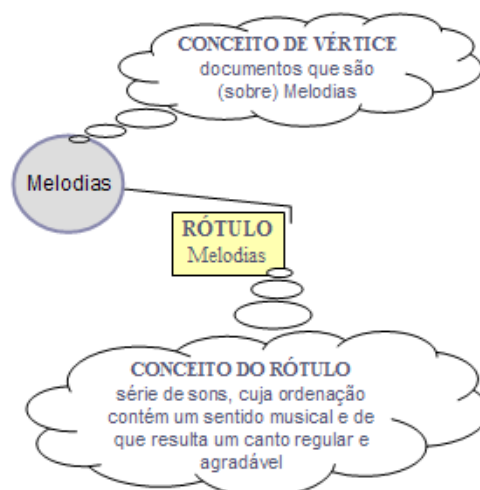 CONCEITO DE VÉRTICE
documentos que são
(sobre) Melodias
Melodias
RÓTULO
Melodias
CONCEITO DO RÓTULO
série de sons, cuja ordenação
contém um sentido musical e de
que resulta um canto regular e
agradável